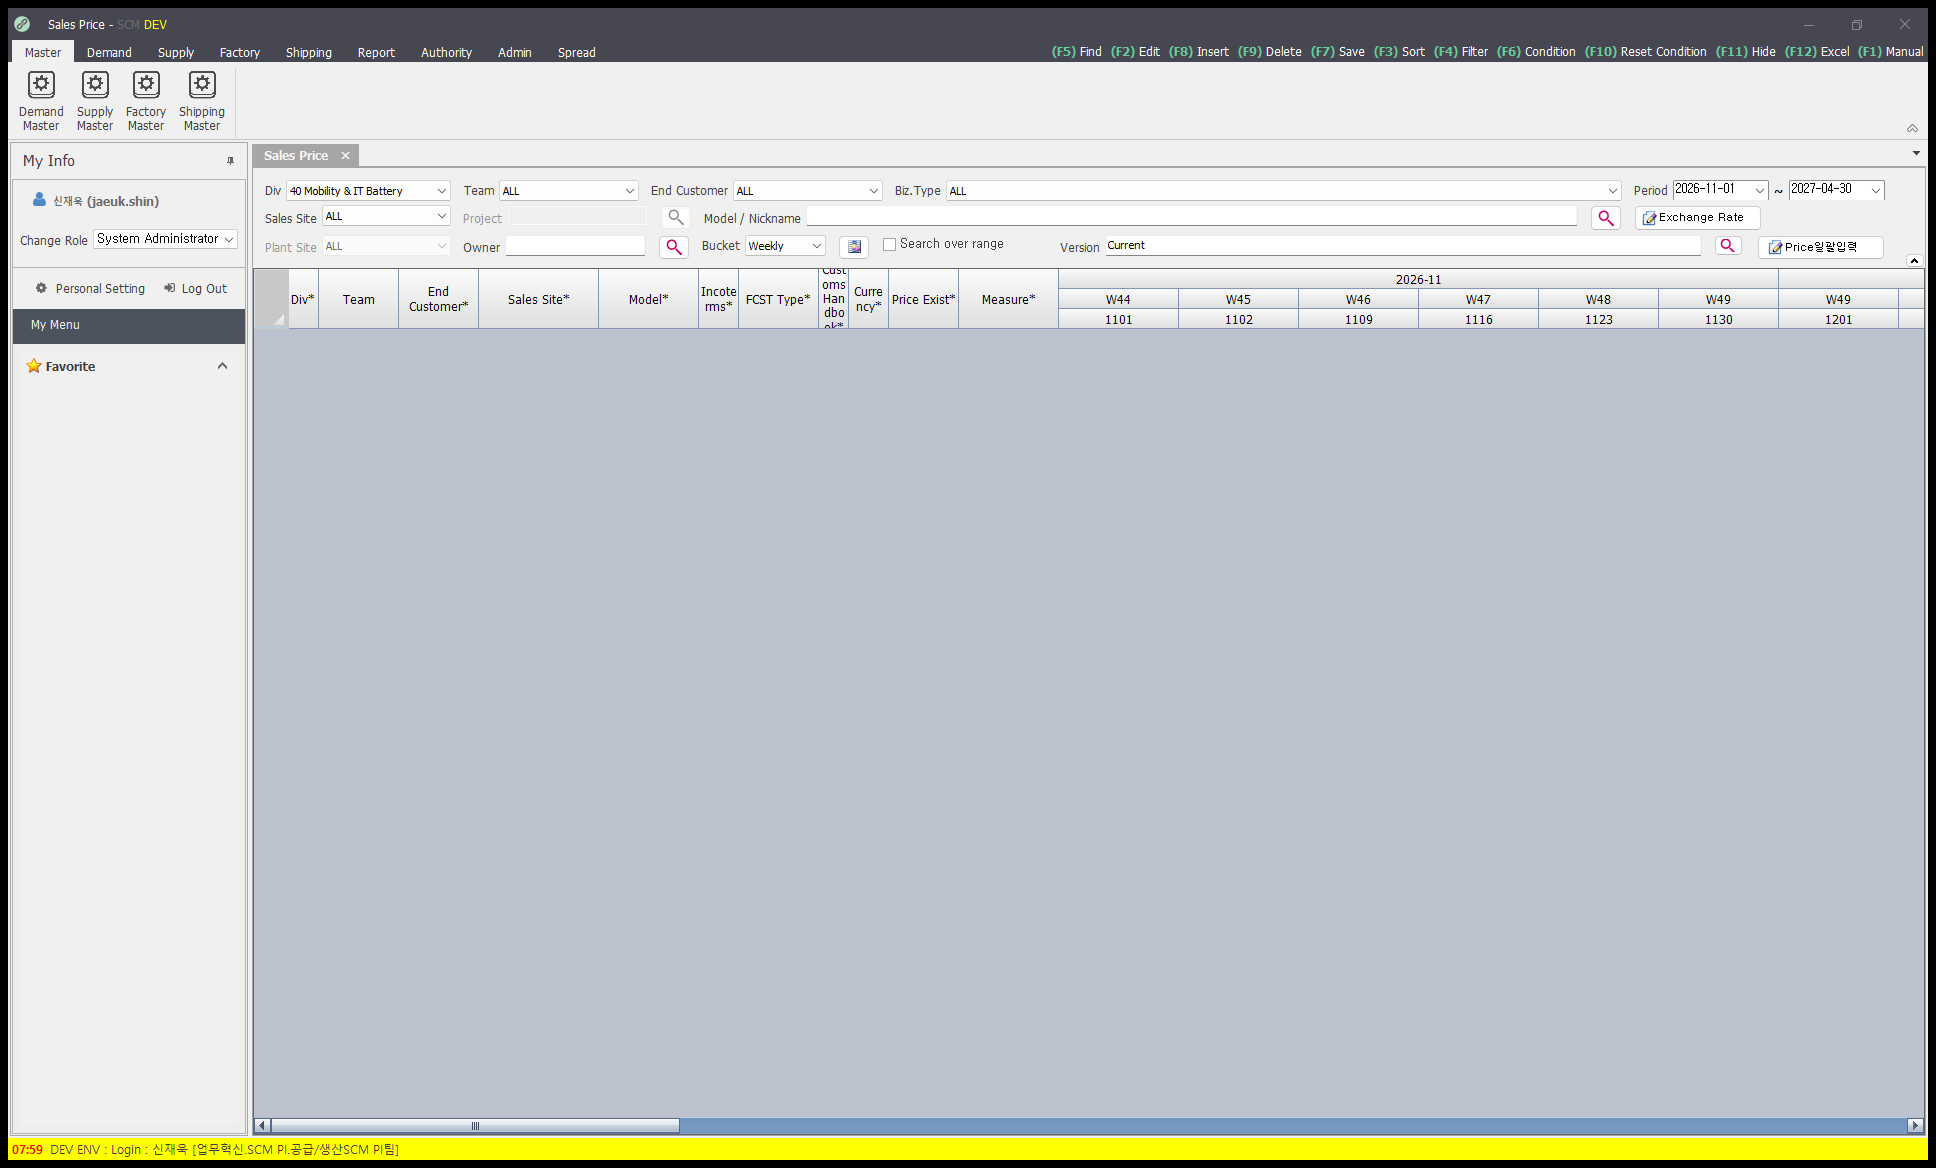 Sales Price - SCM DEV
Master Demand Supply Factory Shipping Report Authority Admin Spread (F5) Find (F2) Edit (F8) Insert (F9) Delete (F7) Save (F3) Sort (F4) Filter (F6) Condition (F10) Reset Condition (F11) Hide (F12) Excel (F1) Manual
Demand Master
Supply Master
Factory Master
Shipping Master
My Info
신재욱 (jaeuk.shin)
Change Role System Administrator
Personal Setting Log Out
My Menu
Favorite
Sales Price
Div 40 Mobility & IT Battery Team ALL End Customer ALL Biz.Type ALL Period 2026-11-01 ~ 2027-04-30
Sales Site ALL Project Model / Nickname Exchange Rate
Plant Site ALL Owner Bucket Weekly Search over range Version Current Price일괄입력
Div* Team End Customer* Sales Site* Model* Incoterms* FCST Type* Customs Handbook* Currency* Price Exist* Measure*
2026-11
W44 W45 W46 W47 W48 W49 W49
1101 1102 1109 1116 1123 1130 1201
07:59 DEV ENV : Login : 신재욱 [업무혁신.SCM PI.공급/생산SCM PI팀]